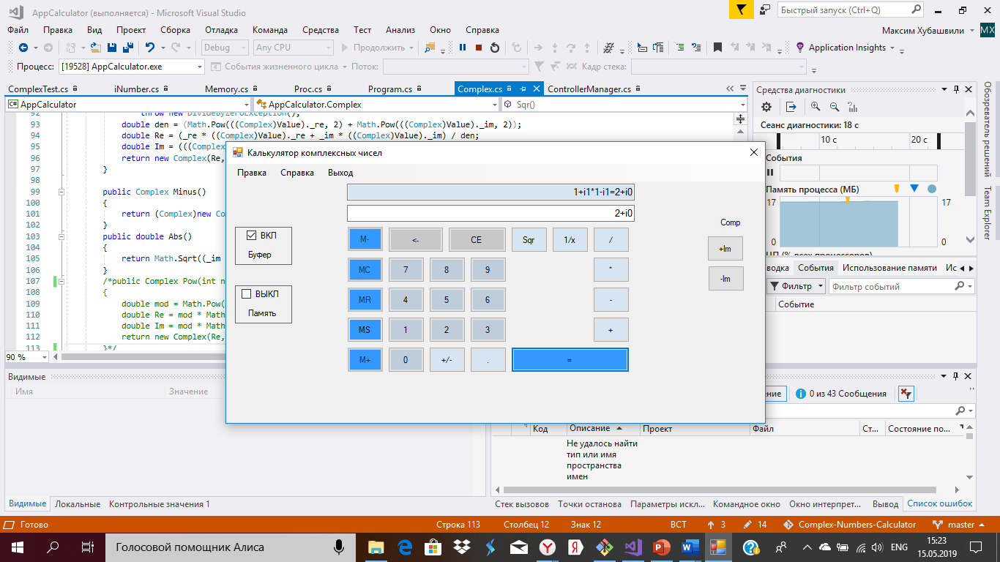 AppCalculator (выполняется) - Microsoft Visual Studio
Быстрый запуск (Ctrl+Q)
Файл Правка Вид Проект Сборка Отладка Команда Средства Тест Анализ Окно Справка
Максим Хубашвили MX
Debug Any CPU Продолжить Application Insights
Процесс: [19528] AppCalculator.exe События жизненного цикла Поток: Кадр стека:
ComplexTest.cs iNumber.cs Memory.cs Proc.cs Program.cs Complex.cs ControllerManager.cs
C# AppCalculator AppCalculator.Complex Sqr()
92 throw new DivideByZeroException();
93 double den = (Math.Pow(((Complex)Value)._re, 2) + Math.Pow(((Complex)Value)._im, 2));
94 double Re = (_re * ((Complex)Value)._re + _im * ((Complex)Value)._im) / den;
95 double Im = (((Complex
96 return new Complex(Re,
97 }
98
99 public Complex Minus()
100 {
101 return (Complex)new Co
102 }
103 public double Abs()
104 {
105 return Math.Sqrt((_im
106 }
107 /*public Complex Pow(int n
108 {
109 double mod = Math.Pow(
110 double Re = mod * Math
111 double Im = mod * Math
112 return new Complex(Re,
113 }*/
90 %
Калькулятор комплексных чисел
Правка Справка Выход
1+i1*1-i1=2+i0
2+i0
ВКЛ
Буфер
ВЫКЛ
Память
M- <- CE Sqr 1/x /
MC 7 8 9 *
MR 4 5 6 -
MS 1 2 3 +
M+ 0 +/- . =
Comp
+Im
-Im
Средства диагностики
Сеанс диагностики: 18 с
10 с 20 с
События
Память процесса (МБ)
17 17
0 0
ЦП (% всех процессоров)
водка События Использование памяти Ис
Фильтр Фильтр событий
Событие
Обозреватель решений
Team Explorer
Видимые
Имя Значение
ение 0 из 43 Сообщения
Код Описание Проект Файл Ст... Состояние по...
Не удалось найти
тип или имя
пространства
имен
Видимые Локальные Контрольные значения 1
Стек вызовов Точки останова Параметры искл... Командное окно Окно интерпрет... Вывод Список ошибок
Готово Строка 113 Столбец 12 Знак 12 ВСТ 3 14 Complex-Numbers-Calculator master
Голосовой помощник Алиса
ENG
15:23
15.05.2019